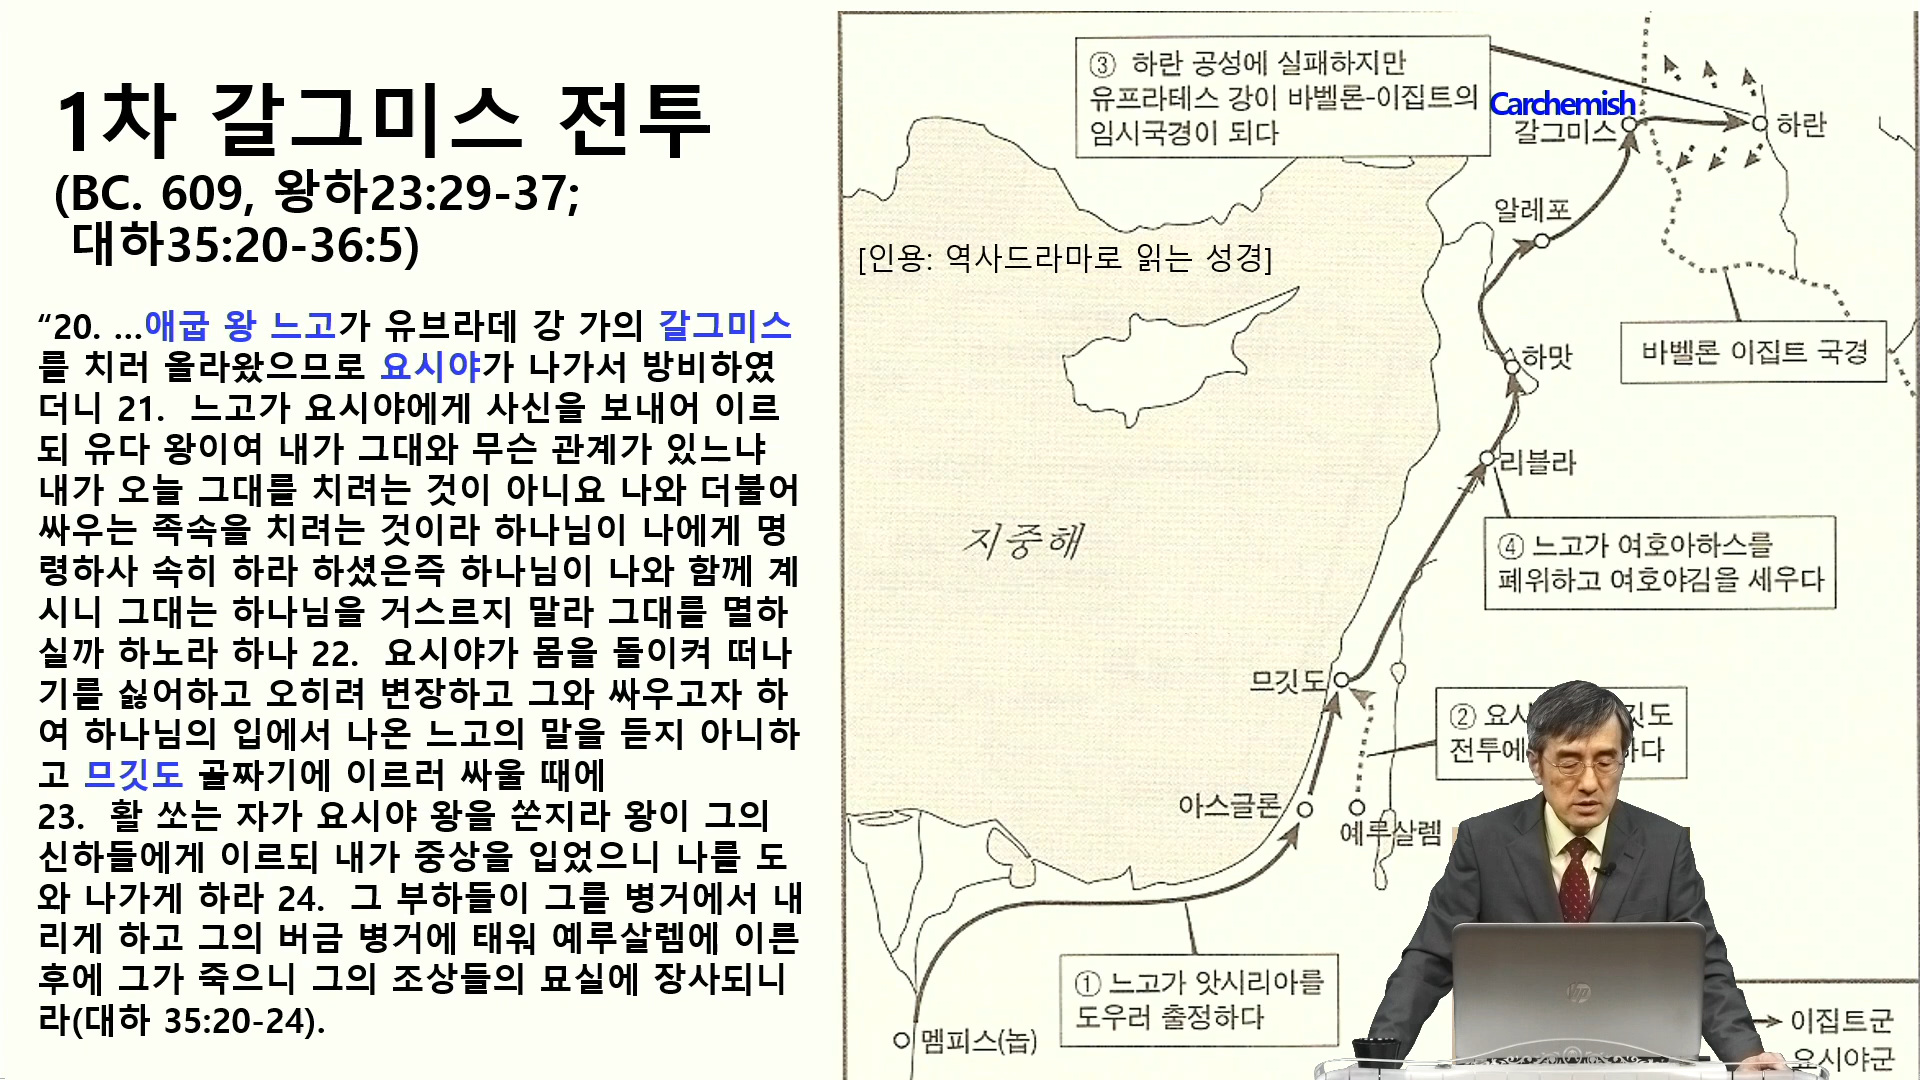 1차 갈그미스 전투
(BC. 609, 왕하23:29-37;
대하35:20-36:5)
“20. ...애굽 왕 느고가 유브라데 강 가의 갈그미스
를 치러 올라왔으므로 요시야가 나가서 방비하였
더니 21. 느고가 요시야에게 사신을 보내어 이르
되 유다 왕이여 내가 그대와 무슨 관계가 있느냐
내가 오늘 그대를 치려는 것이 아니요 나와 더불어
싸우는 족속을 치려는 것이라 하나님이 나에게 명
령하사 속히 하라 하셨은즉 하나님이 나와 함께 계
시니 그대는 하나님을 거스르지 말라 그대를 멸하
실까 하노라 하나 22. 요시야가 몸을 돌이켜 떠나
기를 싫어하고 오히려 변장하고 그와 싸우고자 하
여 하나님의 입에서 나온 느고의 말을 듣지 아니하
고 므깃도 골짜기에 이르러 싸울 때에
23. 활 쏘는 자가 요시야 왕을 쏜지라 왕이 그의
신하들에게 이르되 내가 중상을 입었으니 나를 도
와 나가게 하라 24. 그 부하들이 그를 병거에서 내
리게 하고 그의 버금 병거에 태워 예루살렘에 이른
후에 그가 죽으니 그의 조상들의 묘실에 장사되니
라(대하 35:20-24).
③ 하란 공성에 실패하지만
유프라테스 강이 바벨론-이집트의
임시국경이 되다
Carchemish
갈그미스
하란
알레포
[인용: 역사드라마로 읽는 성경]
바벨론 이집트 국경
하맛
리블라
지중해
④ 느고가 여호아하스를
폐위하고 여호야김을 세우다
므깃도
② 요시 깃도
전투에 하다
아스글론
예루살렘
① 느고가 앗시리아를
도우러 출정하다
멤피스(놉)
이집트군
요시야군
hp